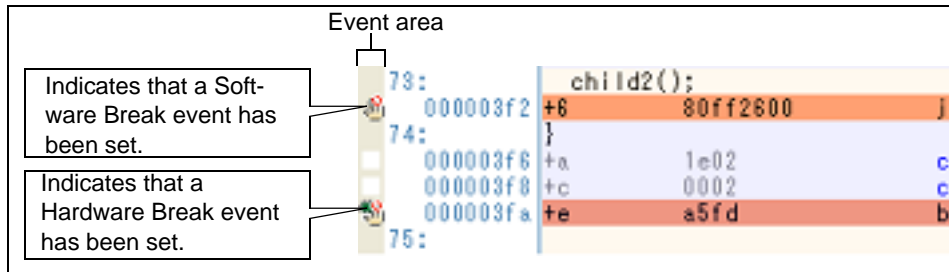 Event area
Indicates that a Soft-
ware Break event has
been set.
Indicates that a
Hardware Break event
has been set.
73: child2();
000003f2 +6 80ff2600 j
74: }
000003f6 +a 1e02 c
000003f8 +c 0002 c
000003fa +e a5fd b
75: